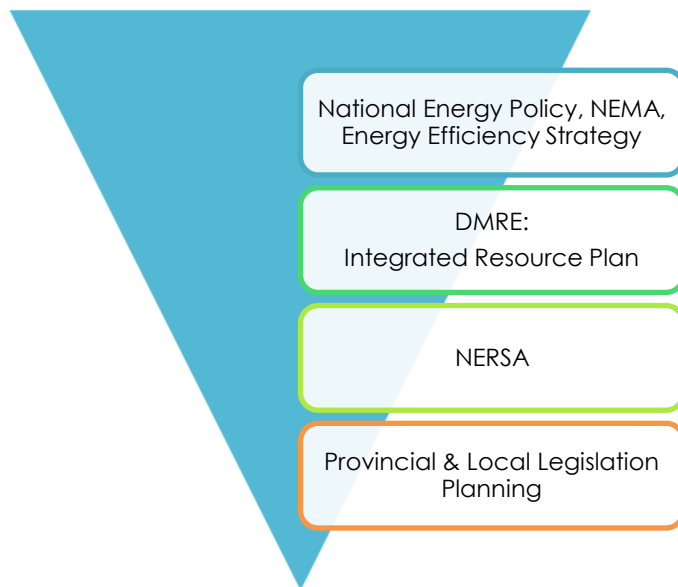 National Energy Policy, NEMA,
Energy Efficiency Strategy
DMRE:
Integrated Resource Plan
NERSA
Provincial & Local Legislation
Planning